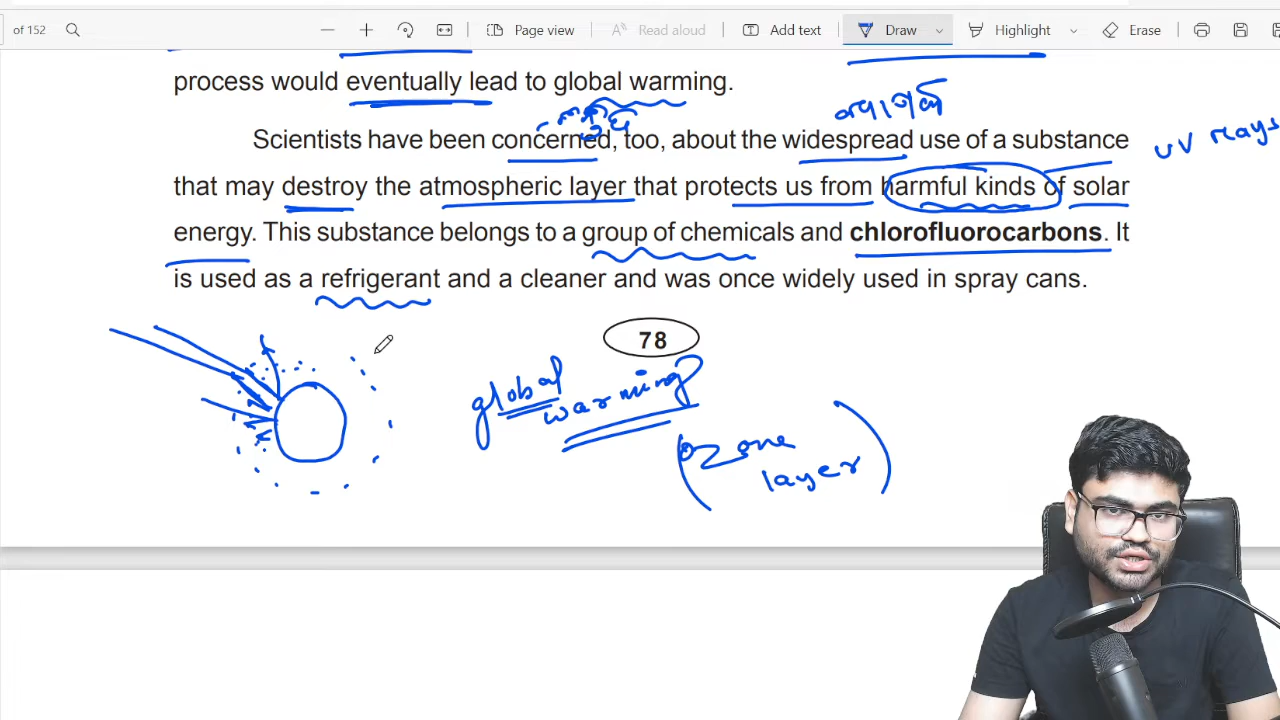 of 152
Page view
Read aloud
Add text
Draw
Highlight
Erase
process would eventually lead to global warming.
Scientists have been concerned, too, about the widespread use of a substance
UV rays
that may destroy the atmospheric layer that protects us from harmful kinds of solar
energy. This substance belongs to a group of chemicals and chlorofluorocarbons. It
is used as a refrigerant and a cleaner and was once widely used in spray cans.
78
global
warming
ozone
layer